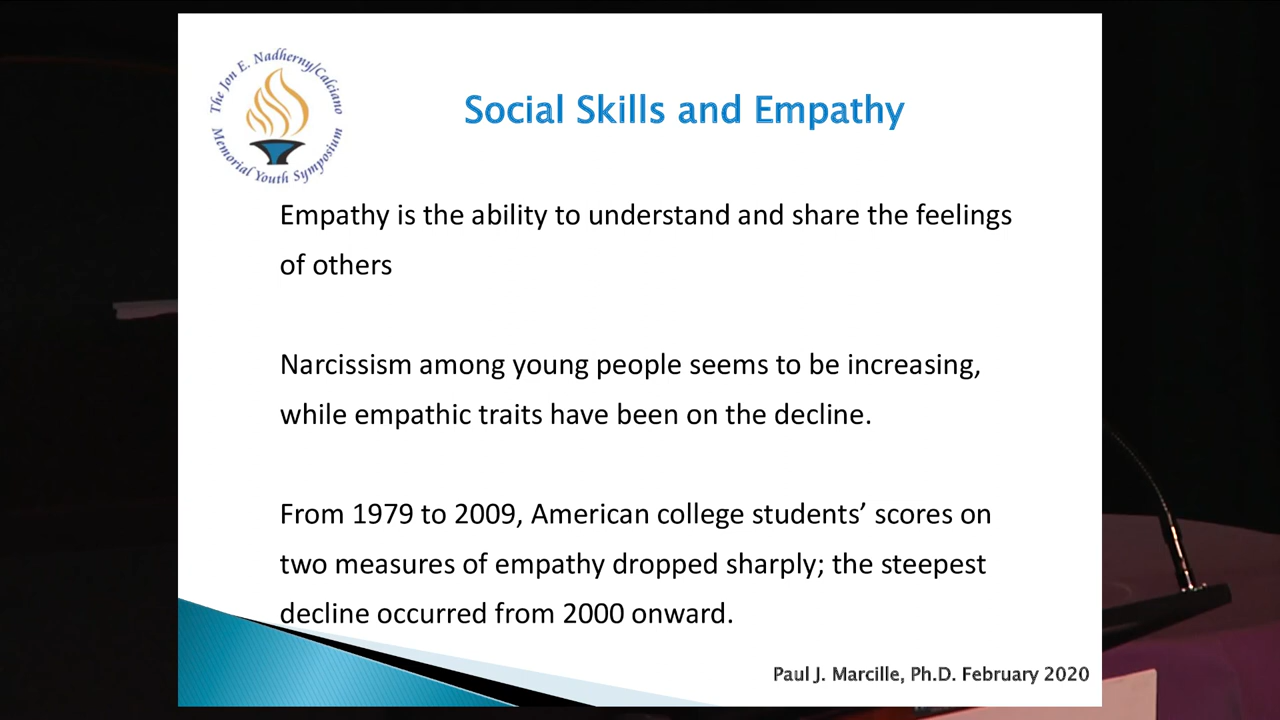 The Jon E. Nadherny/Calciano
Memorial Youth Symposium
Social Skills and Empathy
Empathy is the ability to understand and share the feelings
of others
Narcissism among young people seems to be increasing,
while empathic traits have been on the decline.
From 1979 to 2009, American college students’ scores on
two measures of empathy dropped sharply; the steepest
decline occurred from 2000 onward.
Paul J. Marcille, Ph.D. February 2020